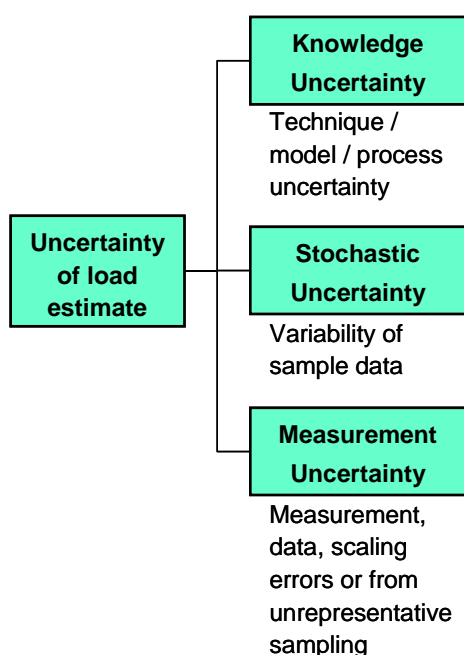 Knowledge
Uncertainty
Technique /
model / process
uncertainty
Uncertainty
of load
estimate
Stochastic
Uncertainty
Variability of
sample data
Measurement
Uncertainty
Measurement,
data, scaling
errors or from
unrepresentative
sampling